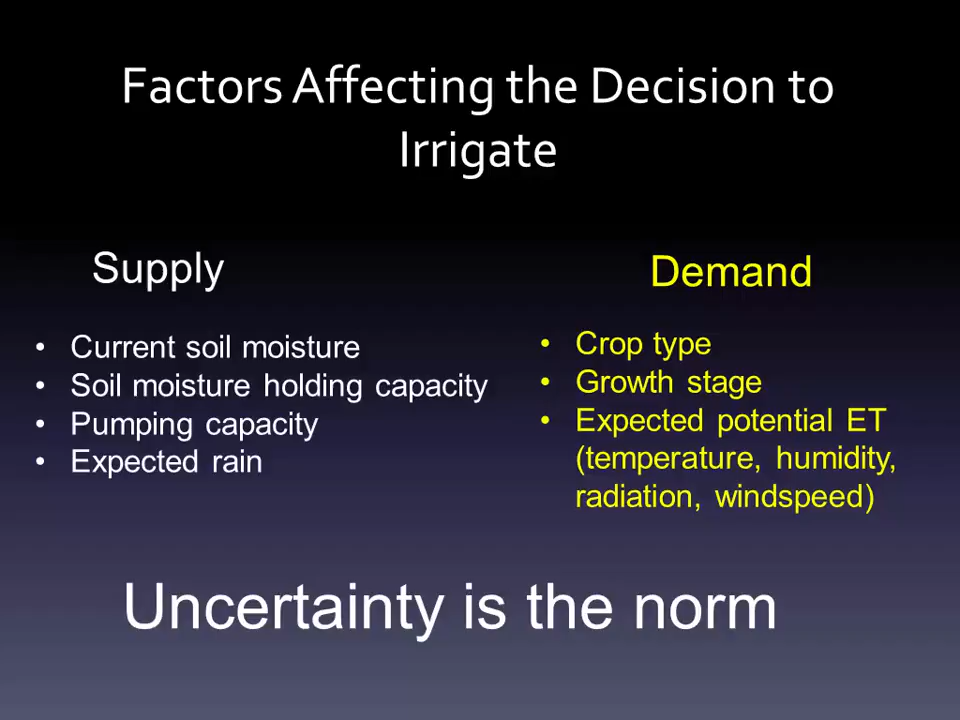 Factors Affecting the Decision to
Irrigate
Supply
• Current soil moisture
• Soil moisture holding capacity
• Pumping capacity
• Expected rain
Demand
• Crop type
• Growth stage
• Expected potential ET
(temperature, humidity,
radiation, windspeed)
Uncertainty is the norm